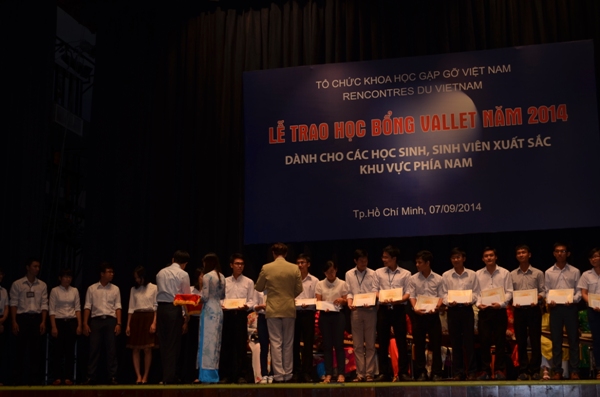 TỔ CHỨC KHOA HỌC GẶP GỠ VIỆT NAM
RENCONTRES DU VIETNAM
LỄ TRAO HỌC BỔNG VALLET NĂM 2014
DÀNH CHO CÁC HỌC SINH, SINH VIÊN XUẤT SẮC
KHU VỰC PHÍA NAM
Tp.Hồ Chí Minh, 07/09/2014